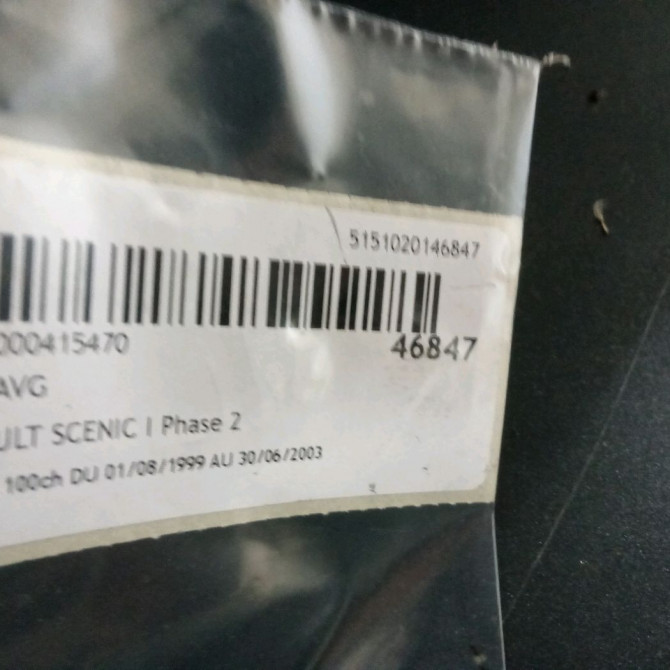 5151020146847
000415470 46847
AVG
ULT SCENIC I Phase 2
100ch DU 01/08/1999 AU 30/06/2003